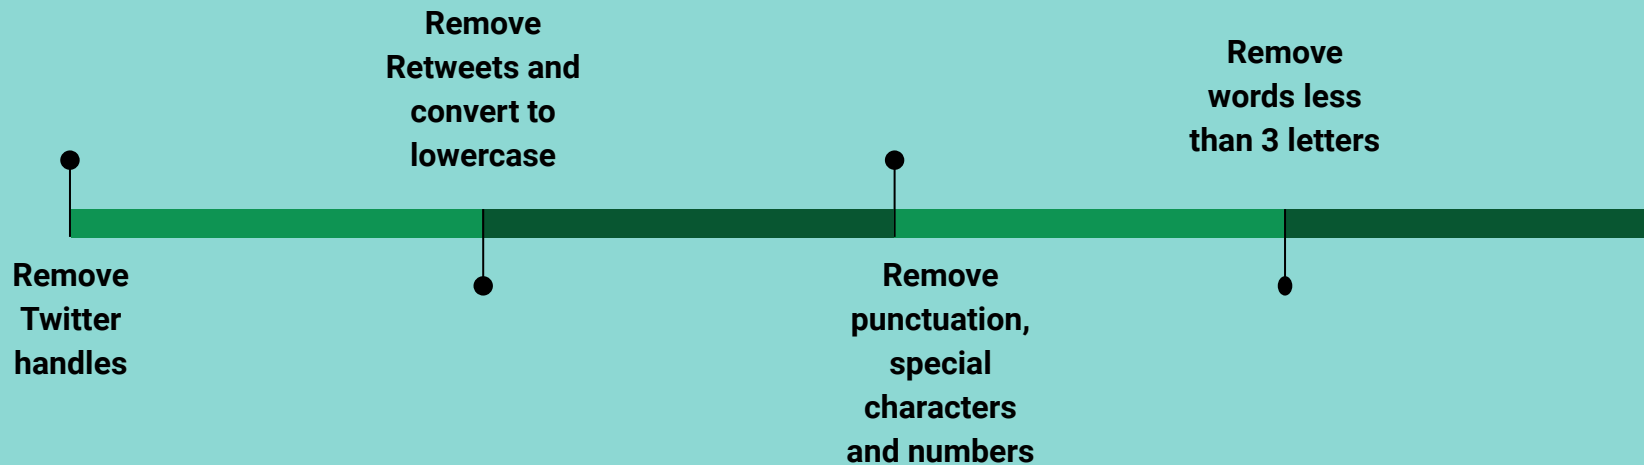 Remove
Twitter
handles
Remove
Retweets and
convert to
lowercase
Remove
punctuation,
special
characters
and numbers
Remove
words less
than 3 letters